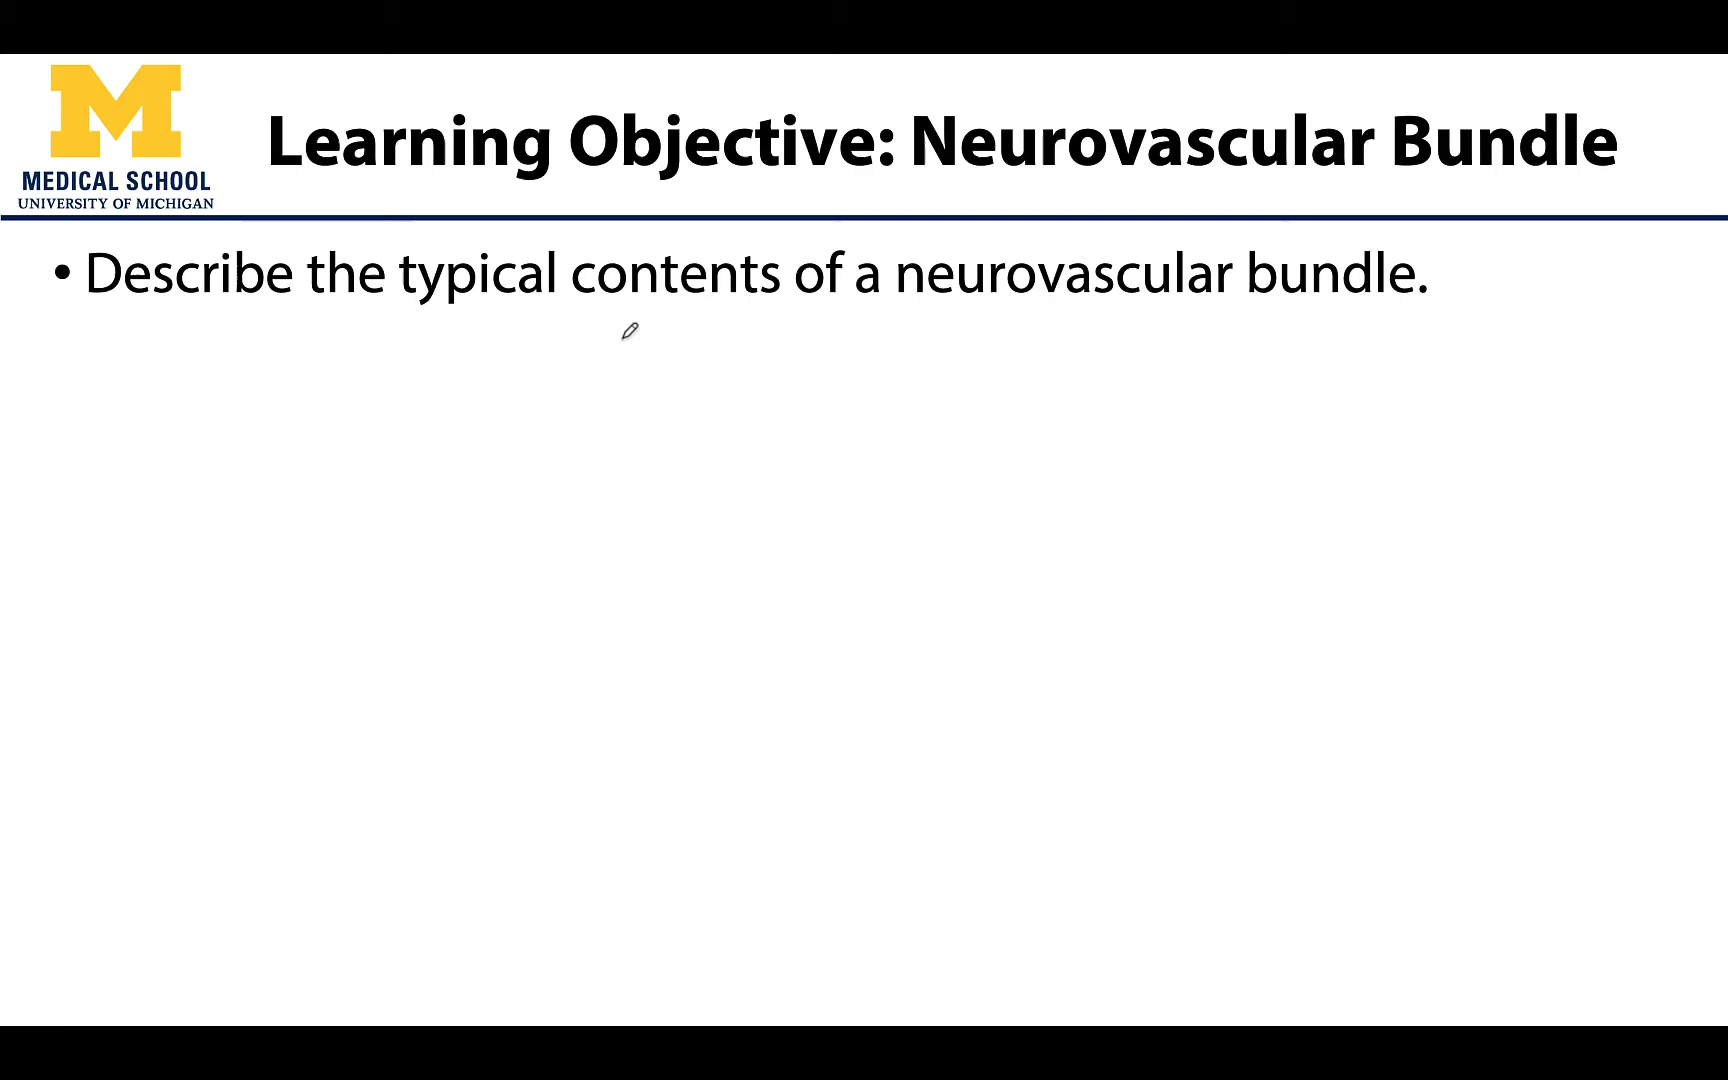 M
MEDICAL SCHOOL
UNIVERSITY OF MICHIGAN
Learning Objective: Neurovascular Bundle
• Describe the typical contents of a neurovascular bundle.